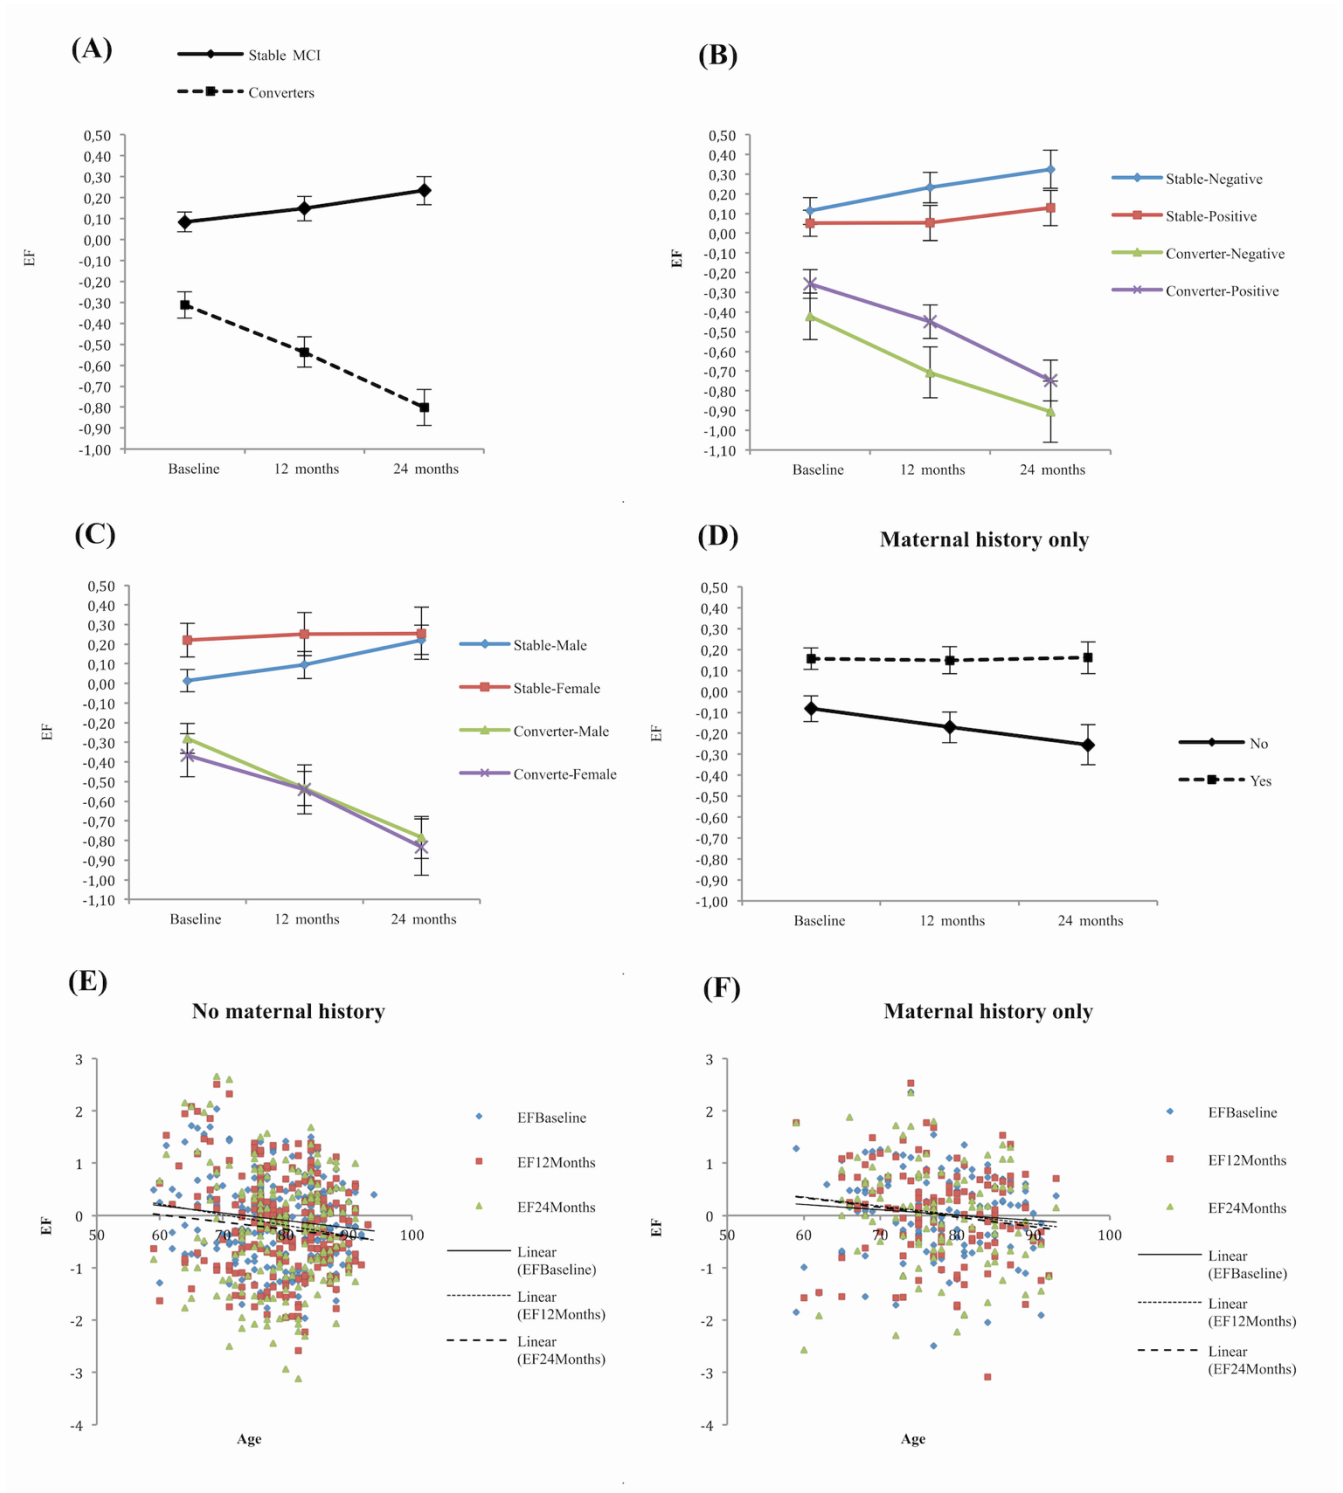 (A)
Stable MCI
Converters
0,50
0,40
0,30
0,20
0,10
0,00
-0,10
-0,20
-0,30
-0,40
-0,50
-0,60
-0,70
-0,80
-0,90
-1,00
EF
Baseline
12 months
24 months
(B)
0,50
0,40
0,30
0,20
0,10
0,00
-0,10
-0,20
-0,30
-0,40
-0,50
-0,60
-0,70
-0,80
-0,90
-1,00
-1,10
EF
Baseline
12 months
24 months
Stable-Negative
Stable-Positive
Converter-Negative
Converter-Positive
(C)
0,50
0,40
0,30
0,20
0,10
0,00
-0,10
-0,20
-0,30
-0,40
-0,50
-0,60
-0,70
-0,80
-0,90
-1,00
-1,10
EF
Baseline
12 months
24 months
Stable-Male
Stable-Female
Converter-Male
Converte-Female
(D)
Maternal history only
0,50
0,40
0,30
0,20
0,10
0,00
-0,10
-0,20
-0,30
-0,40
-0,50
-0,60
-0,70
-0,80
-0,90
-1,00
EF
Baseline
12 months
24 months
No
Yes
(E)
No maternal history
3
2
1
0
-1
-2
-3
-4
EF
50
60
70
80
90
100
Age
EFBaseline
EF12Months
EF24Months
Linear
(EFBaseline)
Linear
(EF12Months)
Linear
(EF24Months)
(F)
Maternal history only
3
2
1
0
-1
-2
-3
-4
EF
50
60
70
80
90
100
Age
EFBaseline
EF12Months
EF24Months
Linear
(EFBaseline)
Linear
(EF12Months)
Linear
(EF24Months)